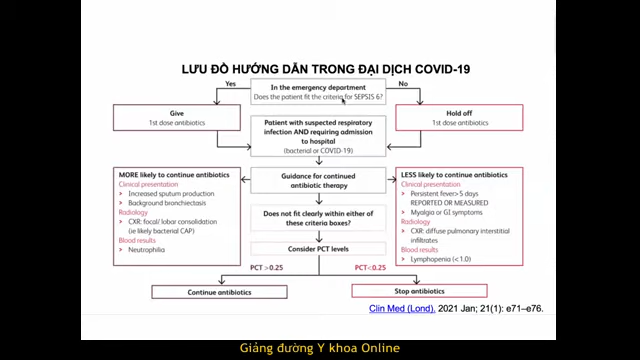 LƯU ĐỒ HƯỚNG DẪN TRONG ĐẠI DỊCH COVID-19
Yes
In the emergency department
Does the patient fit the criteria for SEPSIS 6?
No
Give
1st dose antibiotics
Patient with suspected respiratory
infection AND requiring admission
to hospital
(bacterial or COVID-19)
Hold off
1st dose antibiotics
MORE likely to continue antibiotics
Clinical presentation
> Increased sputum production
> Background bronchiectasis
Radiology
> CXR: focal/ lobar consolidation
(ie likely bacterial CAP)
Blood results
> Neutrophilia
Guidance for continued
antibiotic therapy
Does not fit clearly within either of
these criteria boxes?
Consider PCT levels
LESS likely to continue antibiotics
Clinical presentation
> Persistent fever> 5 days
REPORTED OR MEASURED
> Myalgia or GI symptoms
Radiology
> CXR: diffuse pulmonary interstitial
infiltrates
Blood results
> Lymphopenia (<1.0)
PCT >0.25
PCT<0.25
Continue antibiotics
Stop antibiotics
Clin Med (Lond). 2021 Jan; 21(1): e71–e76.
Giảng đường Y khoa Online